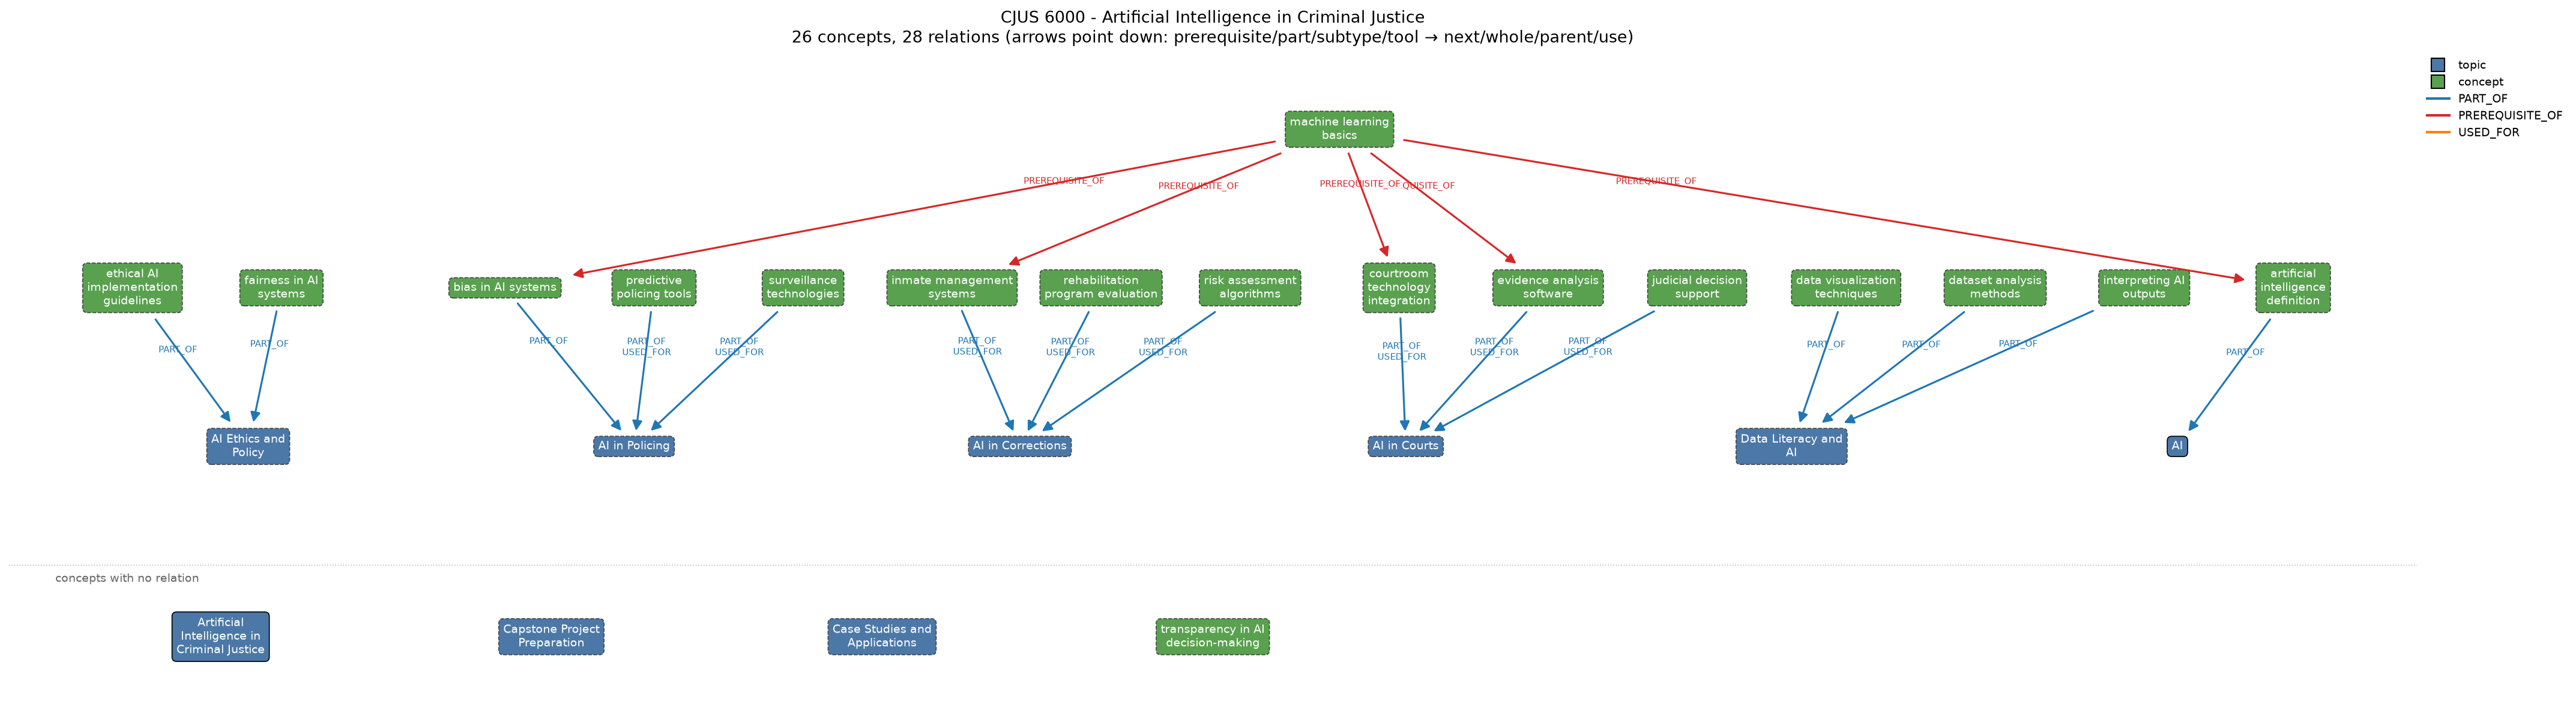 CJUS 6000 - Artificial Intelligence in Criminal Justice
26 concepts, 28 relations (arrows point down: prerequisite/part/subtype/tool → next/whole/parent/use)
topic
concept
PART_OF
PREREQUISITE_OF
USED_FOR
machine learning
basics
PREREQUISITE_OF
PREREQUISITE_OF
PREREQUISITE_OF
QUISITE_OF
PREREQUISITE_OF
ethical AI
implementation
guidelines
fairness in AI
systems
bias in AI systems
predictive
policing tools
surveillance
technologies
inmate management
systems
rehabilitation
program evaluation
risk assessment
algorithms
courtroom
technology
integration
evidence analysis
software
judicial decision
support
data visualization
techniques
dataset analysis
methods
interpreting AI
outputs
artificial
intelligence
definition
PART_OF
PART_OF
PART_OF
PART_OF
USED_FOR
PART_OF
USED_FOR
PART_OF
USED_FOR
PART_OF
USED_FOR
PART_OF
USED_FOR
PART_OF
USED_FOR
PART_OF
USED_FOR
PART_OF
USED_FOR
PART_OF
PART_OF
PART_OF
PART_OF
AI Ethics and
Policy
AI in Policing
AI in Corrections
AI in Courts
Data Literacy and
AI
AI
concepts with no relation
Artificial
Intelligence in
Criminal Justice
Capstone Project
Preparation
Case Studies and
Applications
transparency in AI
decision-making